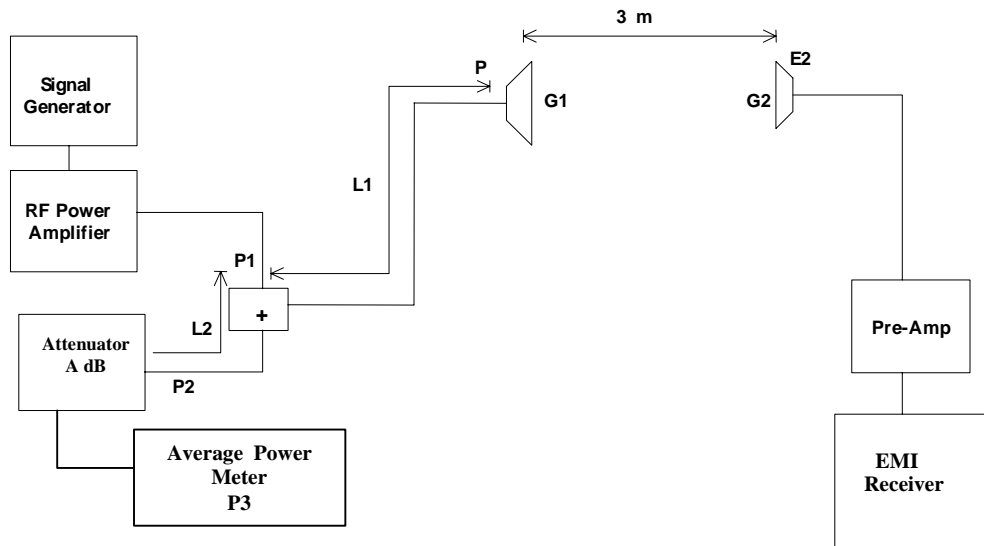 3 m
P
E2
Signal
Generator
G1
G2
L1
RF Power
Amplifier
P1
+
L2
Pre-Amp
Attenuator
A dB
P2
Average Power
Meter
P3
EMI
Receiver